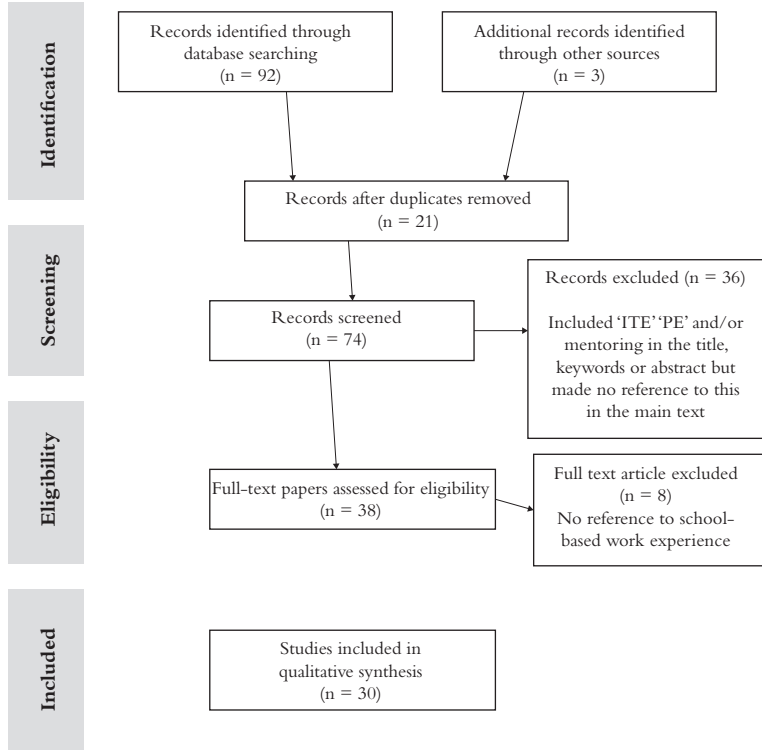 Identification
Records identified through
database searching
(n = 92)
Additional records identified
through other sources
(n = 3)
Records after duplicates removed
(n = 21)
Screening
Records screened
(n = 74)
Records excluded (n = 36)
Included ‘ITE’ ‘PE’ and/or
mentoring in the title,
keywords or abstract but
made no reference to this
in the main text
Eligibility
Full-text papers assessed for eligibility
(n = 38)
Full text article excluded
(n = 8)
No reference to school-
based work experience
Included
Studies included in
qualitative synthesis
(n = 30)